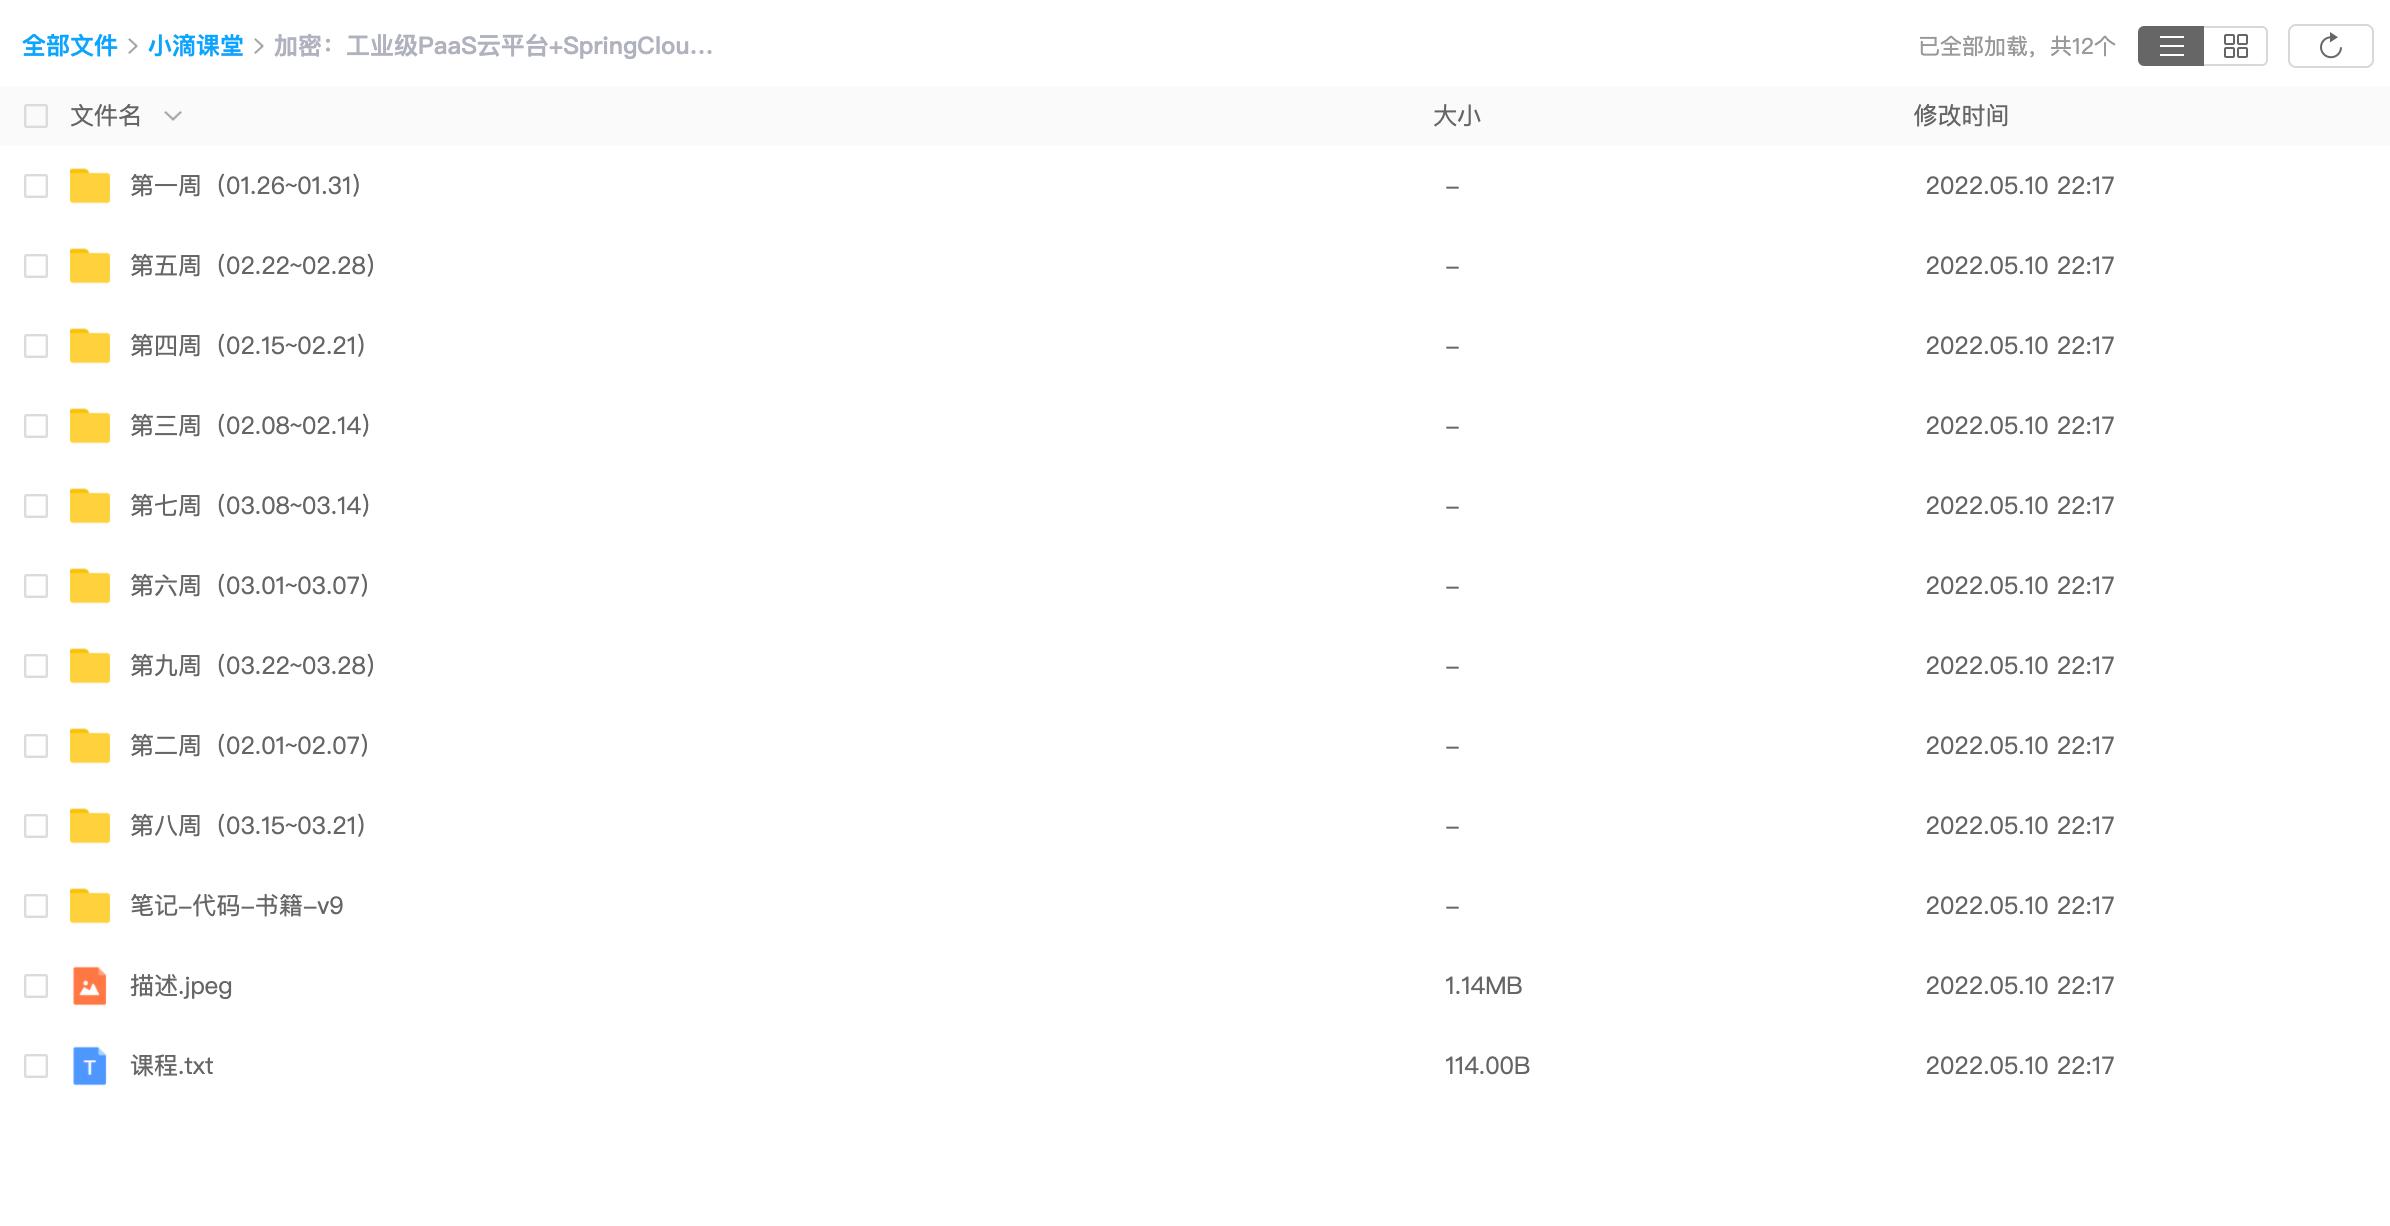 全部文件 > 小滴课堂 > 加密：工业级PaaS云平台+SpringClou... 已全部加载，共12个
文件名 大小 修改时间
第一周（01.26~01.31） – 2022.05.10 22:17
第五周（02.22~02.28） – 2022.05.10 22:17
第四周（02.15~02.21） – 2022.05.10 22:17
第三周（02.08~02.14） – 2022.05.10 22:17
第七周（03.08~03.14） – 2022.05.10 22:17
第六周（03.01~03.07） – 2022.05.10 22:17
第九周（03.22~03.28） – 2022.05.10 22:17
第二周（02.01~02.07） – 2022.05.10 22:17
第八周（03.15~03.21） – 2022.05.10 22:17
笔记–代码–书籍–v9 – 2022.05.10 22:17
描述.jpeg 1.14MB 2022.05.10 22:17
T 课程.txt 114.00B 2022.05.10 22:17